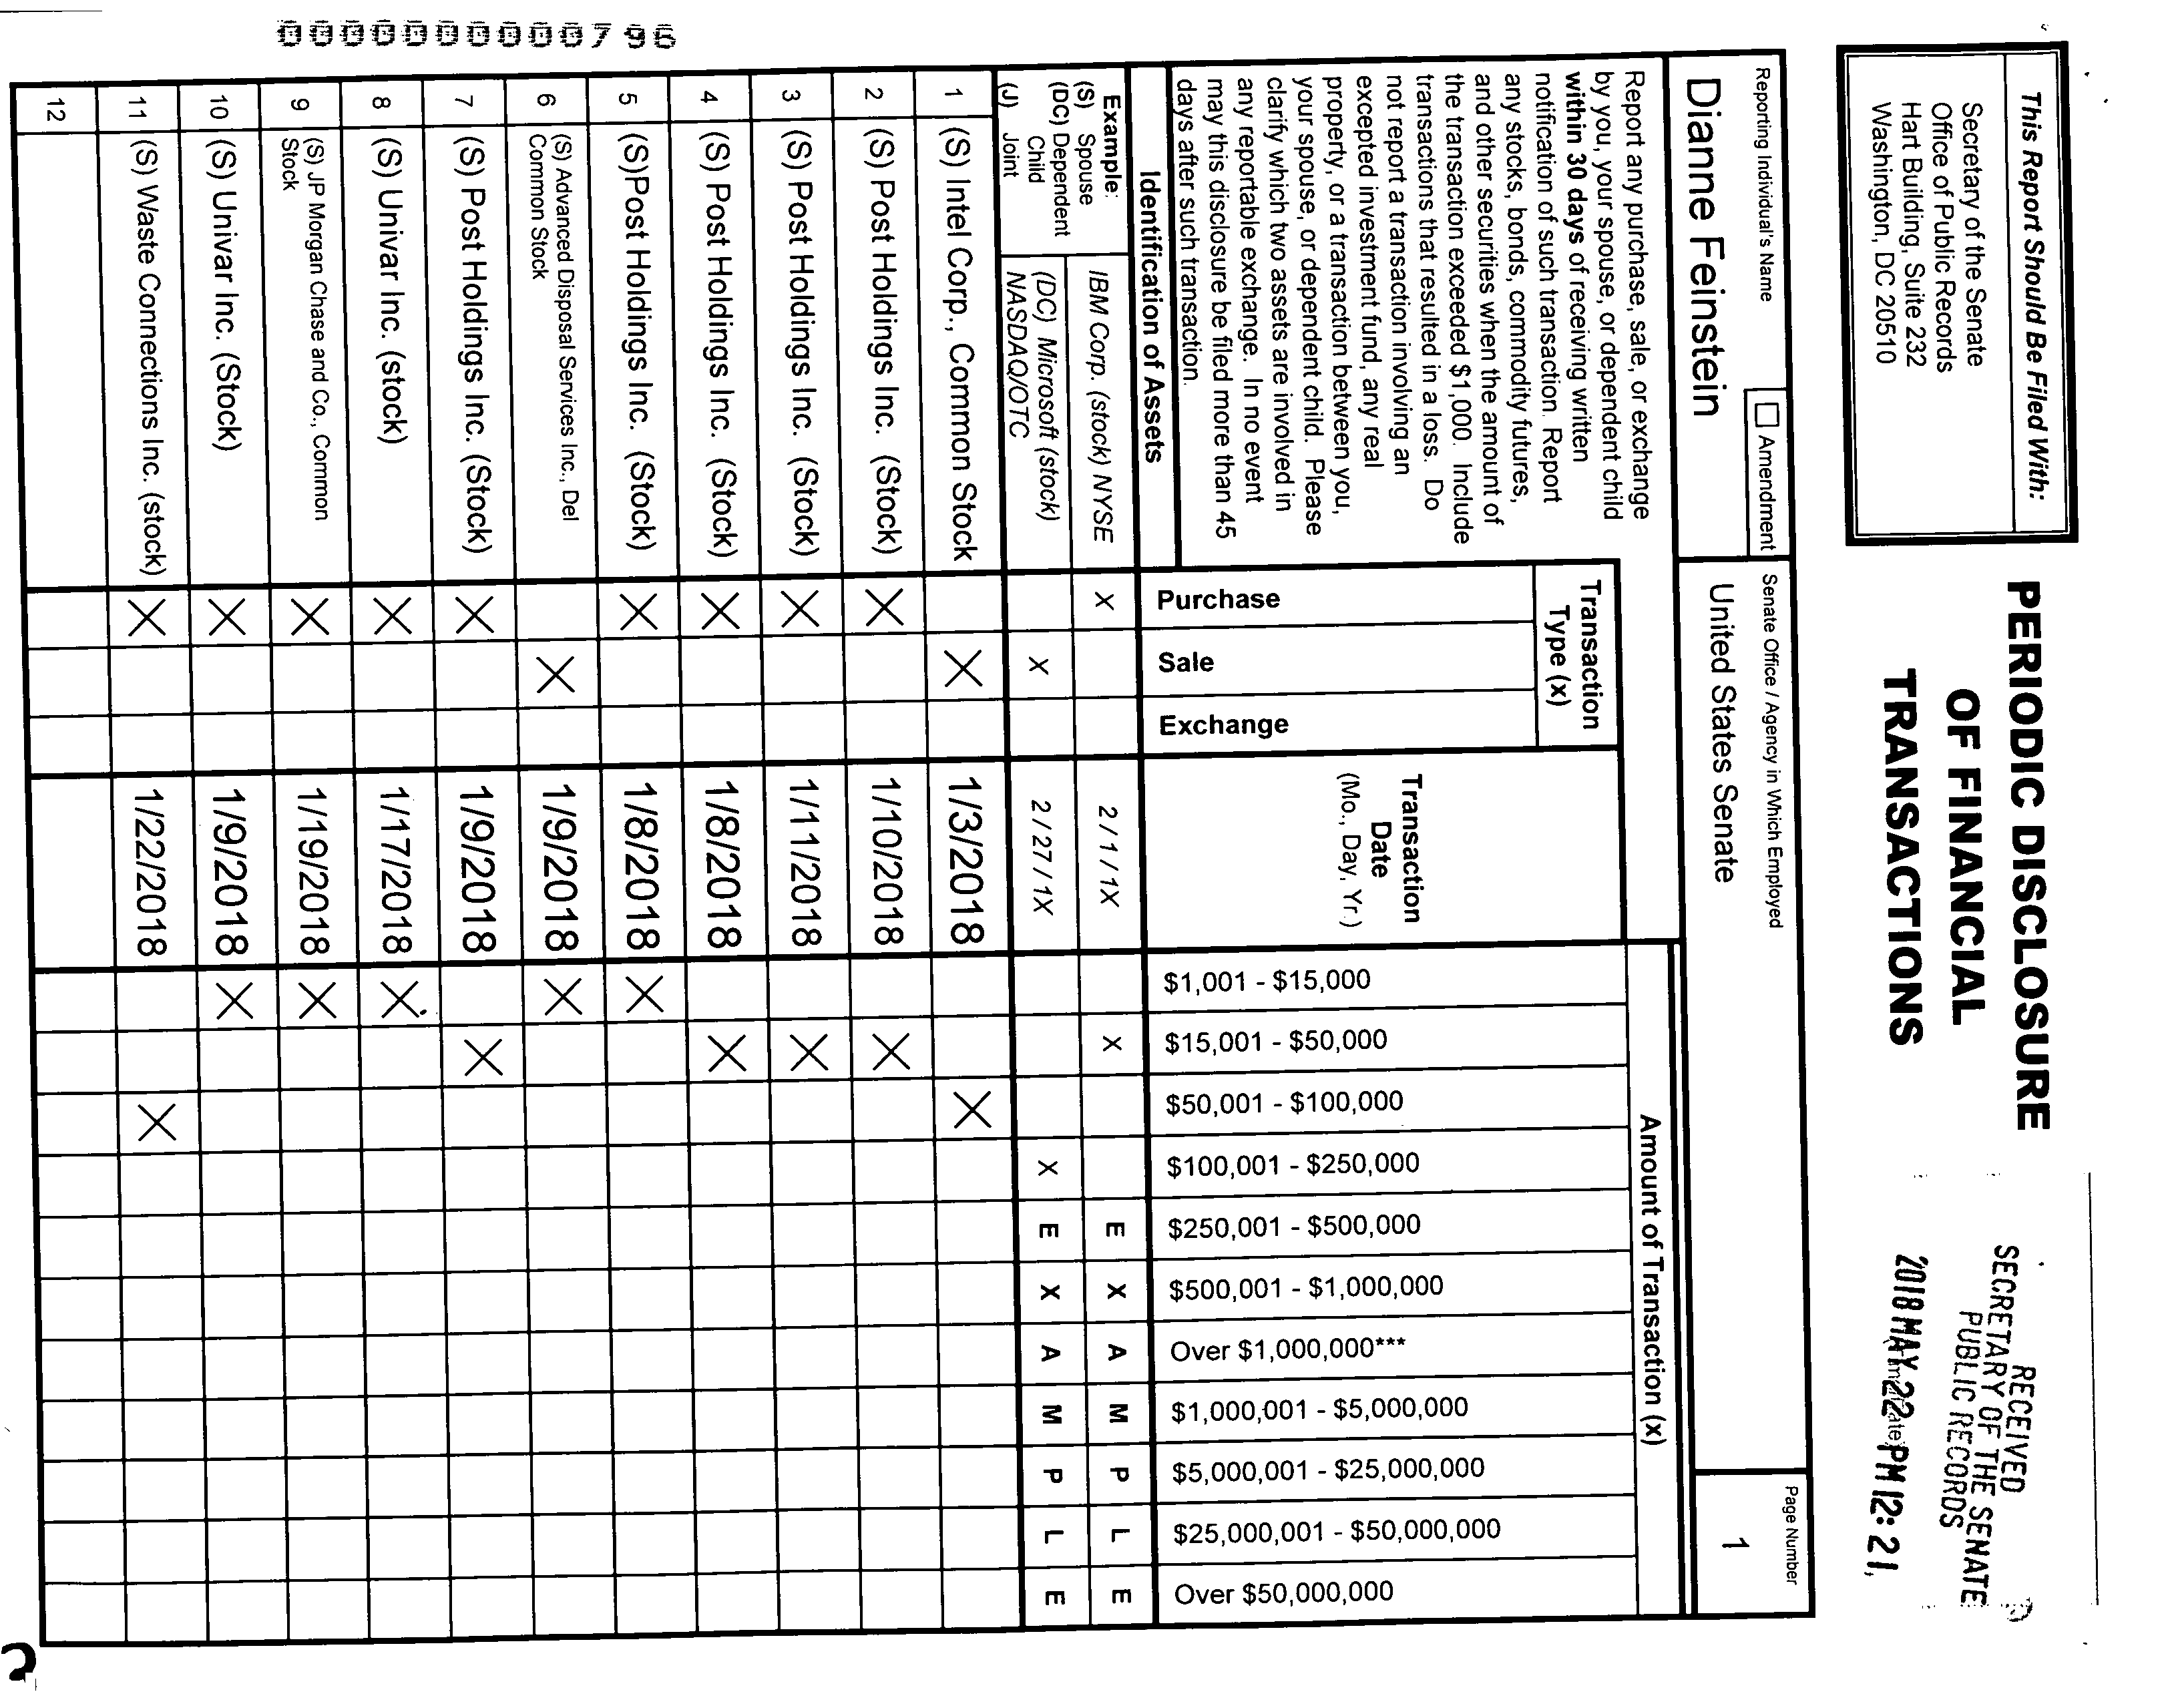 This Report Should Be Filed With:
Secretary of the Senate
Office of Public Records
Hart Building, Suite 232
Washington, DC 20510
PERIODIC DISCLOSURE
OF FINANCIAL
TRANSACTIONS
RECEIVED
SECRETARY OF THE SENATE
PUBLIC RECORDS
2018 MAY 22 PM 12: 21
Reporting Individual's Name
Amendment
Senate Office / Agency in Which Employed
Page Number
Dianne Feinstein
United States Senate
1
Report any purchase, sale, or exchange
by you, your spouse, or dependent child
within 30 days of receiving written
notification of such transaction. Report
any stocks, bonds, commodity futures,
and other securities when the amount of
the transaction exceeded $1,000. Include
transactions that resulted in a loss. Do
not report a transaction involving an
excepted investment fund, any real
property, or a transaction between you,
your spouse, or dependent child. Please
clarify which two assets are involved in
any reportable exchange. In no event
may this disclosure be filed more than 45
days after such transaction.
Transaction
Type (x)
Purchase
Sale
Exchange
Transaction
Date
(Mo., Day, Yr.)
Amount of Transaction (x)
$1,001 - $15,000
$15,001 - $50,000
$50,001 - $100,000
$100,001 - $250,000
$250,001 - $500,000
$500,001 - $1,000,000
Over $1,000,000***
$1,000,001 - $5,000,000
$5,000,001 - $25,000,000
$25,000,001 - $50,000,000
Over $50,000,000
Identification of Assets
Example:
(S) Spouse
(DC) Dependent
Child
(J) Joint
IBM Corp. (stock) NYSE X 2 / 1 / 1X X E X A M P L E
(DC) Microsoft (stock)
NASDAQ/OTC X 2 / 27 / 1X X E X A M P L E
1 (S) Intel Corp., Common Stock X 1/3/2018 X
2 (S) Post Holdings Inc. (Stock) X 1/10/2018 X
3 (S) Post Holdings Inc. (Stock) X 1/11/2018 X
4 (S) Post Holdings Inc. (Stock) X 1/8/2018 X
5 (S)Post Holdings Inc. (Stock) X 1/8/2018 X
6 (S) Advanced Disposal Services Inc., Del
Common Stock X 1/9/2018 X
7 (S) Post Holdings Inc. (Stock) X 1/9/2018 X
8 (S) Univar Inc. (stock) X 1/17/2018 X
9 (S) JP Morgan Chase and Co., Common
Stock X 1/19/2018 X
10 (S) Univar Inc. (Stock) X 1/9/2018 X
11 (S) Waste Connections Inc. (stock) X 1/22/2018 X
12